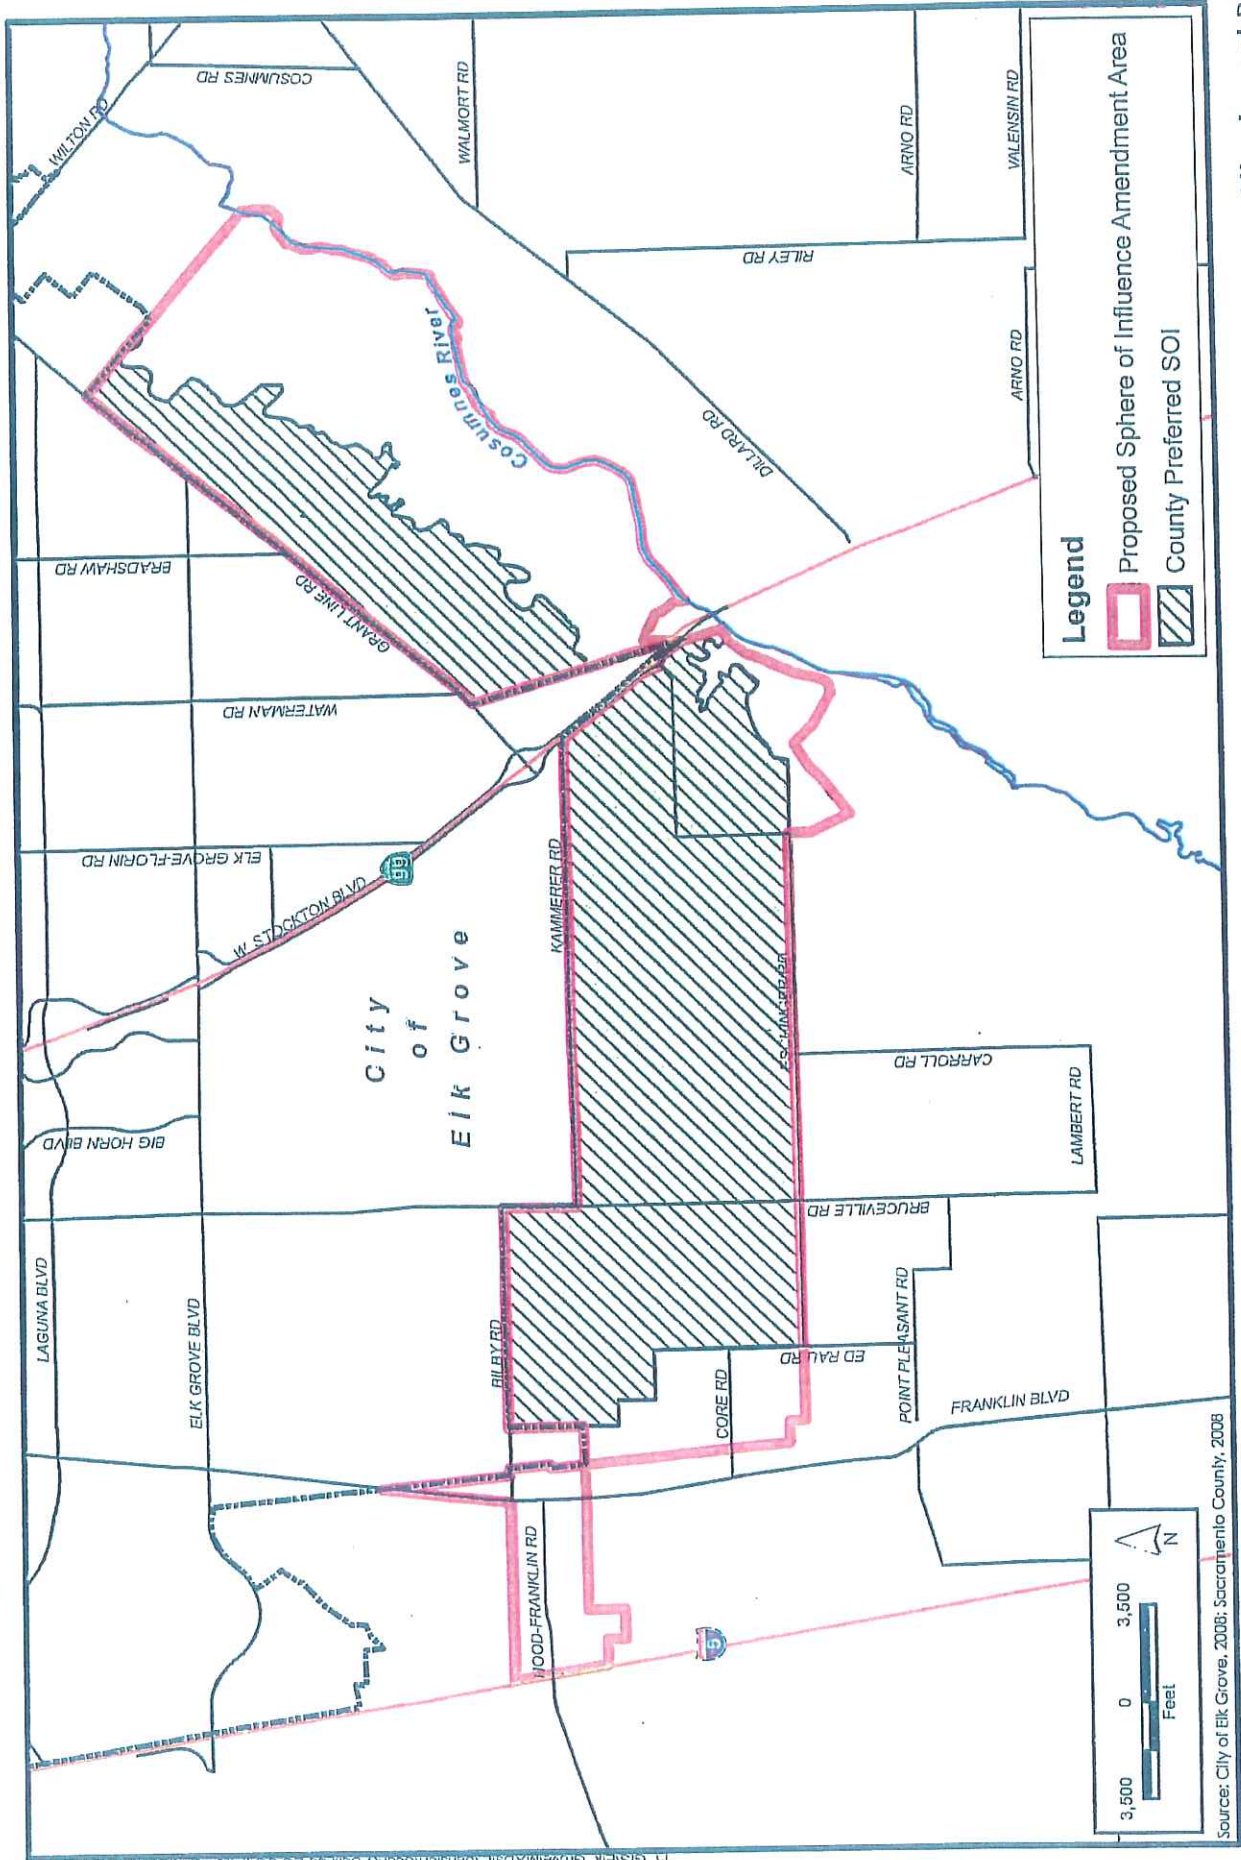 COSUMNES RD
WILTON RD
WALMORT RD
ARNO RD
VALENSIN RD
RILEY RD
ARNO RD
DILLARD RD
Cosumnes River
BRADSHAW RD
GRANT LINE RD
WATERMAN RD
ELK GROVE-FLORIN RD
W. STOCKTON BLVD
99
KAMMERER RD
City
of
Elk Grove
BIG HORN BLVD
CARROLL RD
LAMBERT RD
BRUCEVILLE RD
LAGUNA BLVD
ELK GROVE BLVD
BILBY RD
ED RAU RD
CORE RD
POINT PLEASANT RD
FRANKLIN BLVD
HOOD-FRANKLIN RD
5
Legend
Proposed Sphere of Influence Amendment Area
County Preferred SOI
3,500 0 3,500
Feet
N
Source: City of Elk Grove, 2008; Sacramento County, 2008